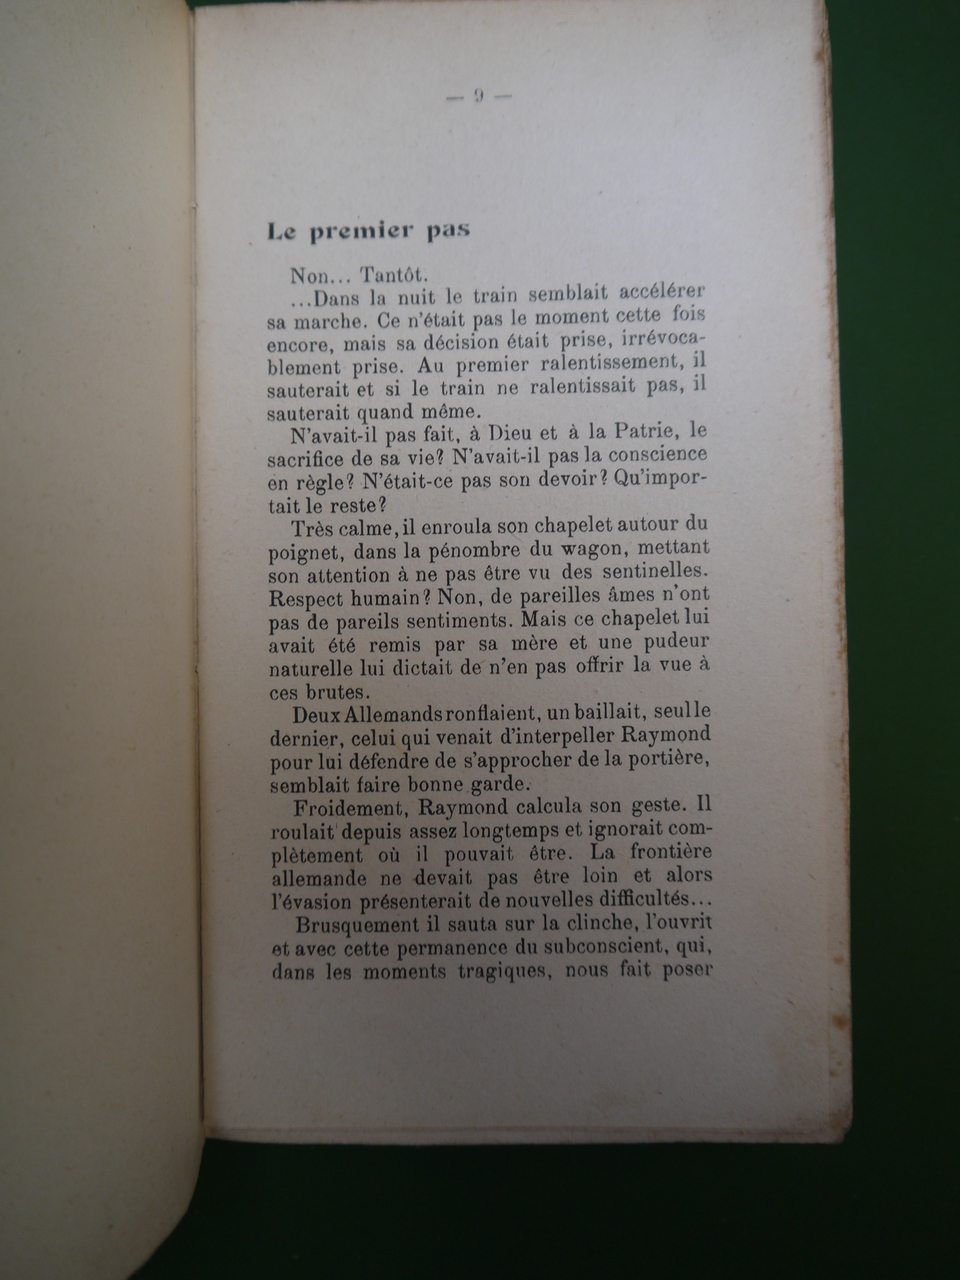 — 9 —
Le premier pas
Non... Tantôt.
...Dans la nuit le train semblait accélérer
sa marche. Ce n'était pas le moment cette fois
encore, mais sa décision était prise, irrévoca-
blement prise. Au premier ralentissement, il
sauterait et si le train ne ralentissait pas, il
sauterait quand même.
N'avait-il pas fait, à Dieu et à la Patrie, le
sacrifice de sa vie? N'avait-il pas la conscience
en règle? N'était-ce pas son devoir? Qu'impor-
tait le reste?
Très calme, il enroula son chapelet autour du
poignet, dans la pénombre du wagon, mettant
son attention à ne pas être vu des sentinelles.
Respect humain? Non, de pareilles âmes n'ont
pas de pareils sentiments. Mais ce chapelet lui
avait été remis par sa mère et une pudeur
naturelle lui dictait de n'en pas offrir la vue à
ces brutes.
Deux Allemands ronflaient, un baillait, seul le
dernier, celui qui venait d'interpeller Raymond
pour lui défendre de s'approcher de la portière,
semblait faire bonne garde.
Froidement, Raymond calcula son geste. Il
roulait depuis assez longtemps et ignorait com-
plètement où il pouvait être. La frontière
allemande ne devait pas être loin et alors
l'évasion présenterait de nouvelles difficultés...
Brusquement il sauta sur la clinche, l'ouvrit
et avec cette permanence du subconscient, qui,
dans les moments tragiques, nous fait poser